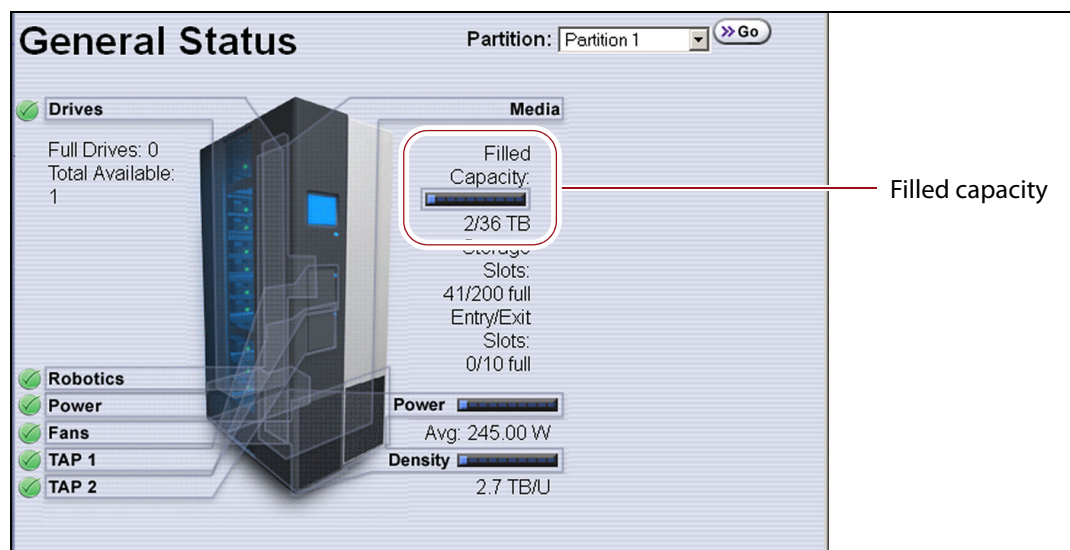 General Status
Partition: Partition 1 Go
Drives
Full Drives: 0
Total Available:
1
Media
Filled
Capacity:
2/36 TB
Storage
Slots:
41/200 full
Entry/Exit
Slots:
0/10 full
Filled capacity
Robotics
Power
Fans
TAP 1
TAP 2
Power
Avg: 245.00 W
Density
2.7 TB/U